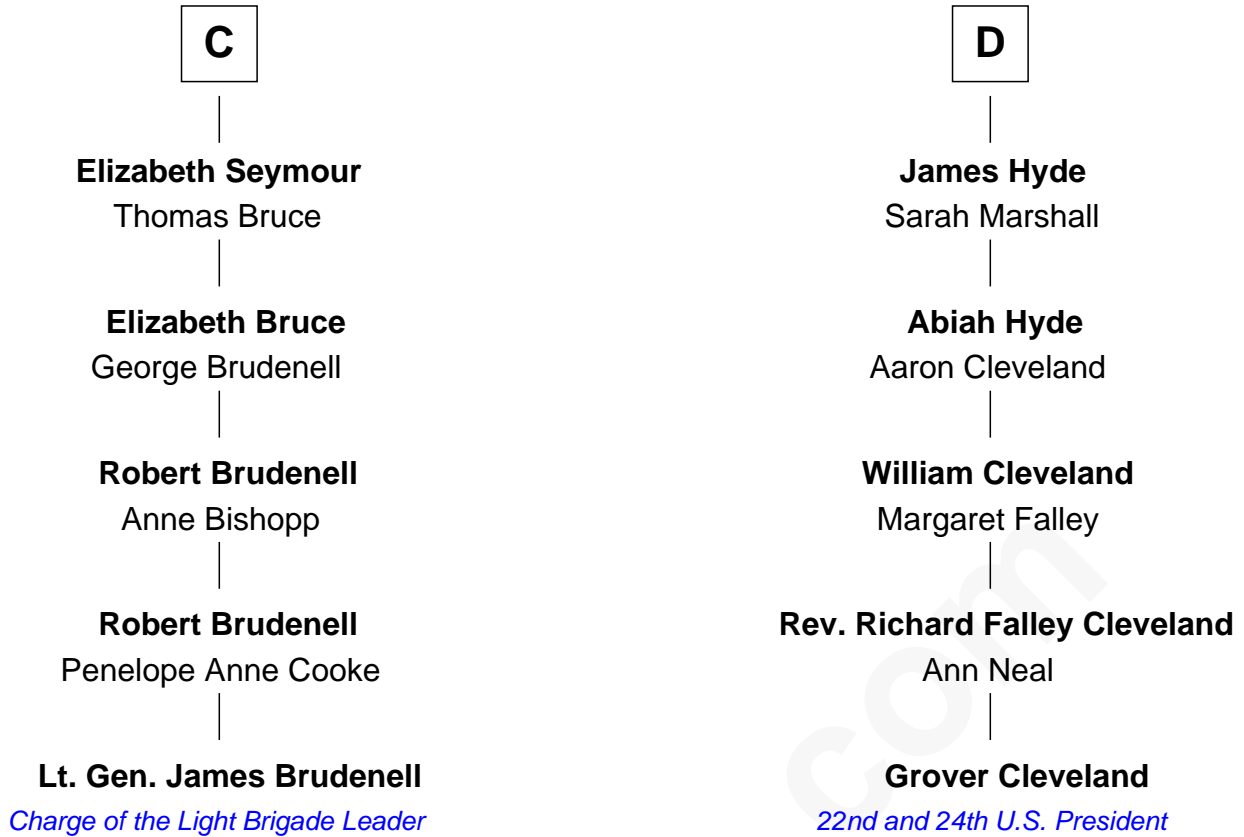 C
Elizabeth Seymour
Thomas Bruce
Elizabeth Bruce
George Brudenell
Robert Brudenell
Anne Bishopp
Robert Brudenell
Penelope Anne Cooke
Lt. Gen. James Brudenell
Charge of the Light Brigade Leader
D
James Hyde
Sarah Marshall
Abiah Hyde
Aaron Cleveland
William Cleveland
Margaret Falley
Rev. Richard Falley Cleveland
Ann Neal
Grover Cleveland
22nd and 24th U.S. President
com